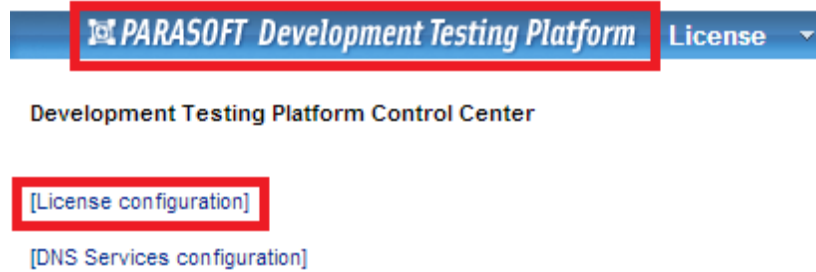 PARASOFT Development Testing Platform License
Development Testing Platform Control Center
[License configuration]
[DNS Services configuration]